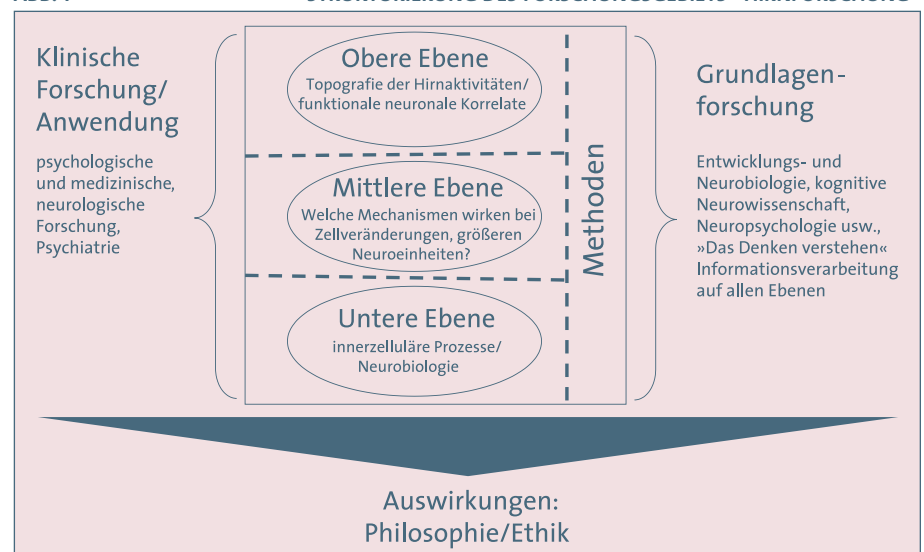 Klinische
Forschung/
Anwendung
psychologische
und medizinische,
neurologische
Forschung,
Psychiatrie
Obere Ebene
Topografie der Hirnaktivitäten/
funktionale neuronale Korrelate
Mittlere Ebene
Welche Mechanismen wirken bei
Zellveränderungen, größeren
Neuroeinheiten?
Untere Ebene
innerzelluläre Prozesse/
Neurobiologie
Methoden
Grundlagen-
forschung
Entwicklungs- und
Neurobiologie, kognitive
Neurowissenschaft,
Neuropsychologie usw.,
»Das Denken verstehen«
Informationsverarbeitung
auf allen Ebenen
Auswirkungen:
Philosophie/Ethik